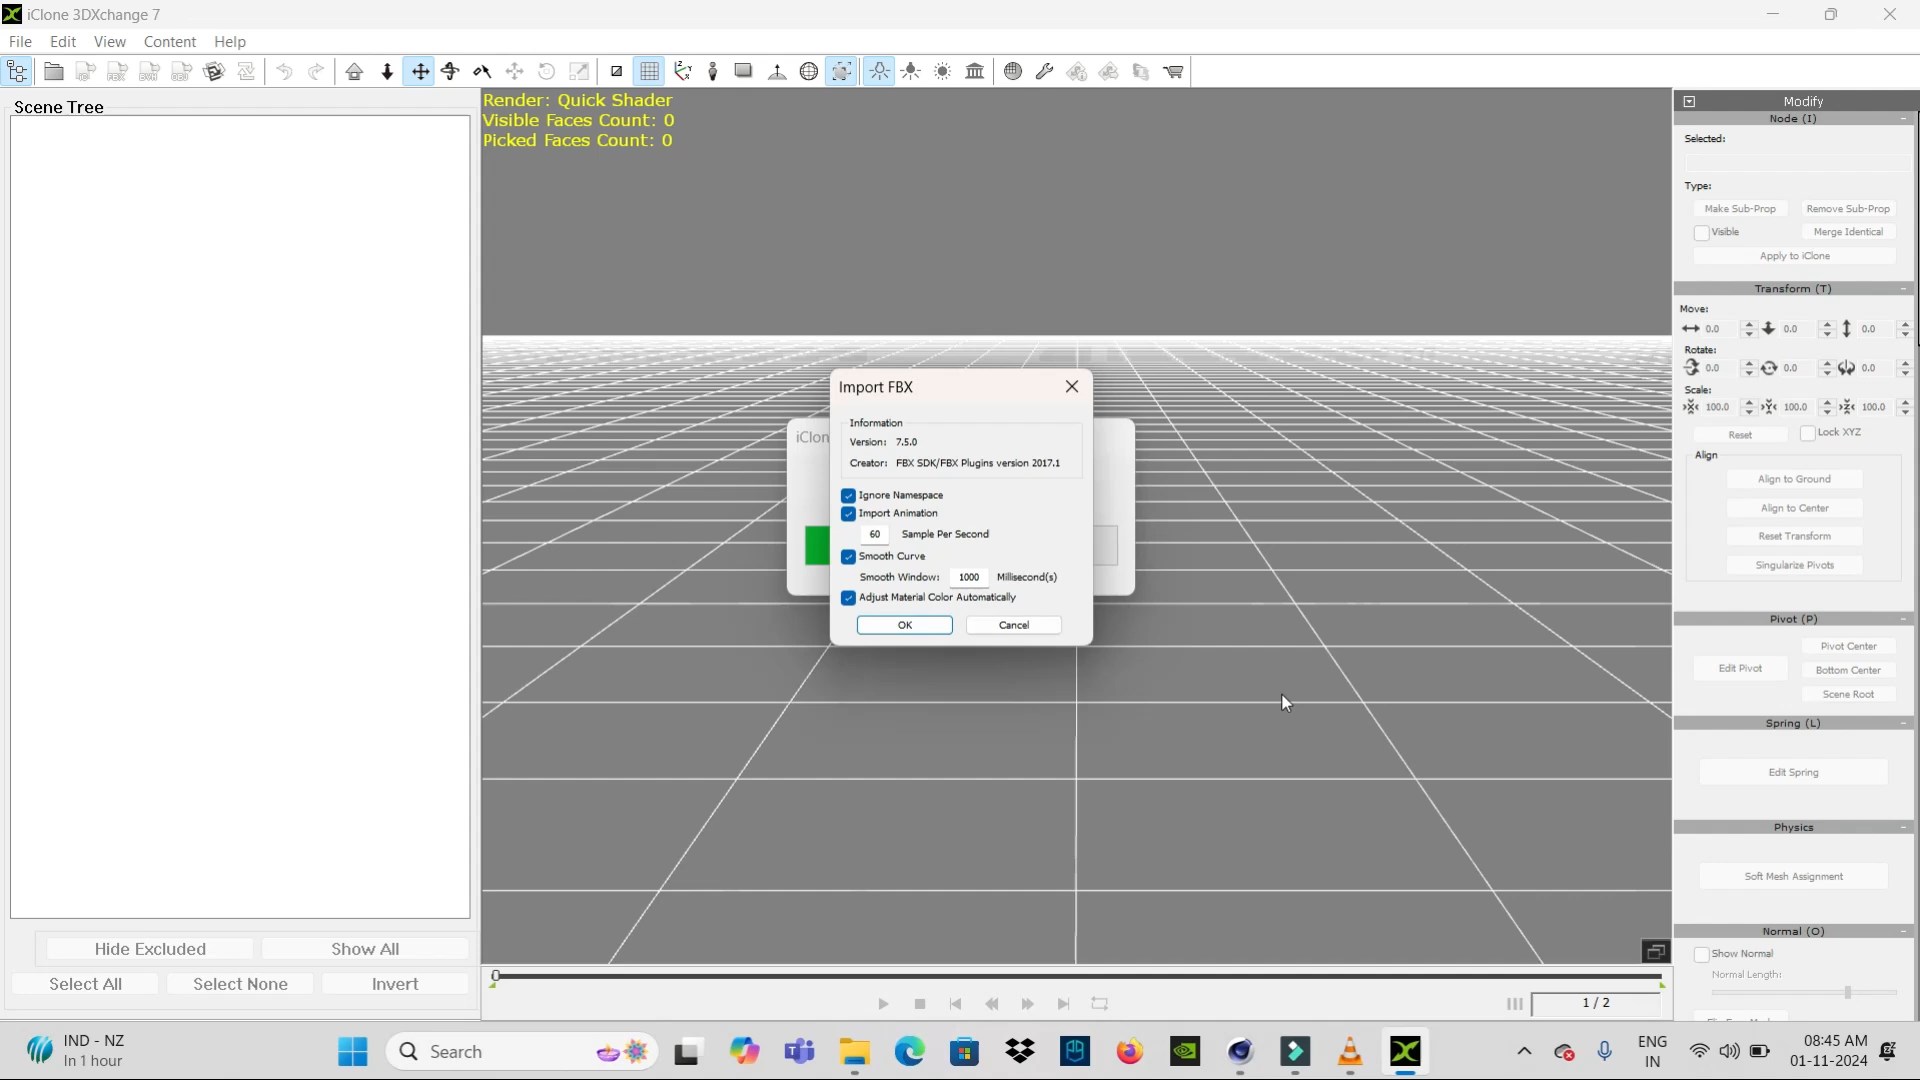 iClone 3DXchange 7
File Edit View Content Help
Scene Tree
Render: Quick Shader
Visible Faces Count: 0
Picked Faces Count: 0
Import FBX
Information
Version: 7.5.0
Creator: FBX SDK/FBX Plugins version 2017.1
Ignore Namespace
Import Animation
60 Sample Per Second
Smooth Curve
Smooth Window: 1000 Millisecond(s)
Adjust Material Color Automatically
OK Cancel
iClon
Modify
Node (I)
Selected:
Type:
Make Sub-Prop Remove Sub-Prop
Visible Merge Identical
Apply to iClone
Transform (T)
Move:
0.0 0.0 0.0
Rotate:
0.0 0.0 0.0
Scale:
X 100.0 Y 100.0 Z 100.0
Reset Lock XYZ
Align
Align to Ground
Align to Center
Reset Transform
Singularize Pivots
Pivot (P)
Pivot Center
Edit Pivot Bottom Center
Scene Root
Spring (L)
Edit Spring
Physics
Soft Mesh Assignment
Normal (O)
Show Normal
Normal Length:
Hide Excluded Show All
Select All Select None Invert
1 / 2
IND - NZ
In 1 hour
Search
ENG
IN
08:45 AM
01-11-2024